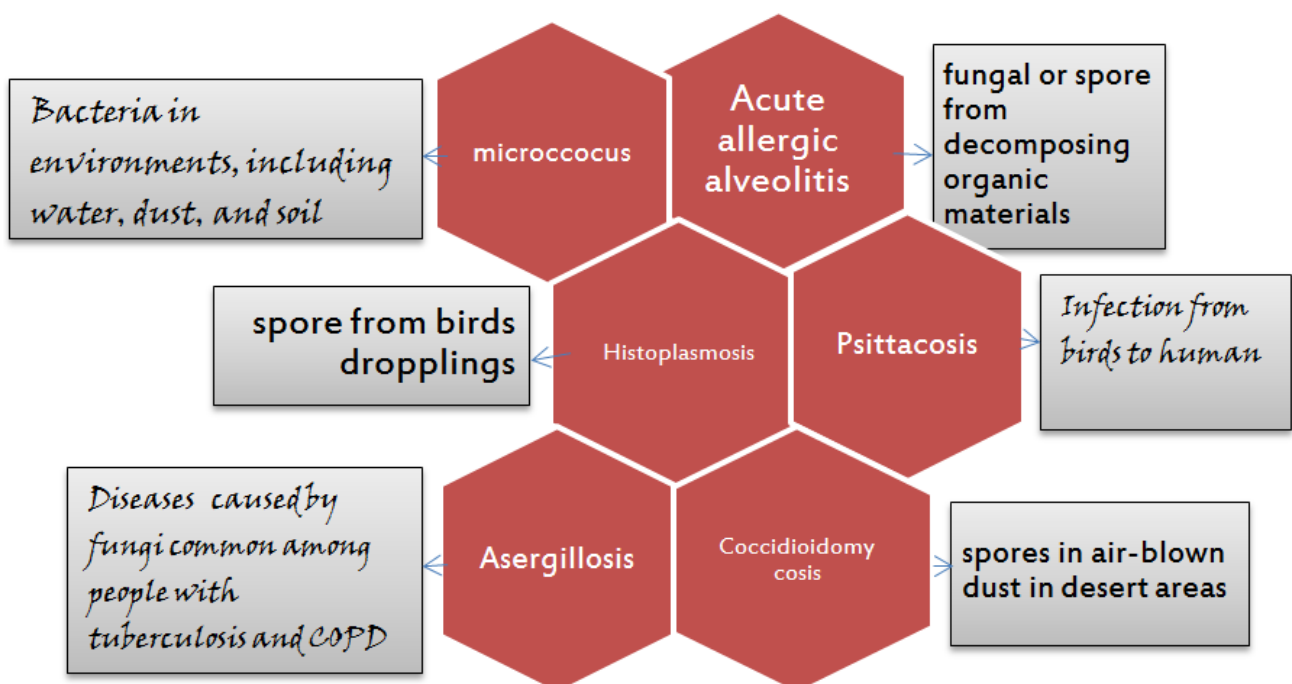 Bacteria in
environments, including
water, dust, and soil
microccocus
Acute
allergic
alveolitis
fungal or spore
from
decomposing
organic
materials
spore from birds
dropplings
Histoplasmosis
Psittacosis
Infection from
birds to human
Diseases caused by
fungi common among
people with
tuberculosis and COPD
Asergillosis
Coccidioidomy
cosis
spores in air-blown
dust in desert areas